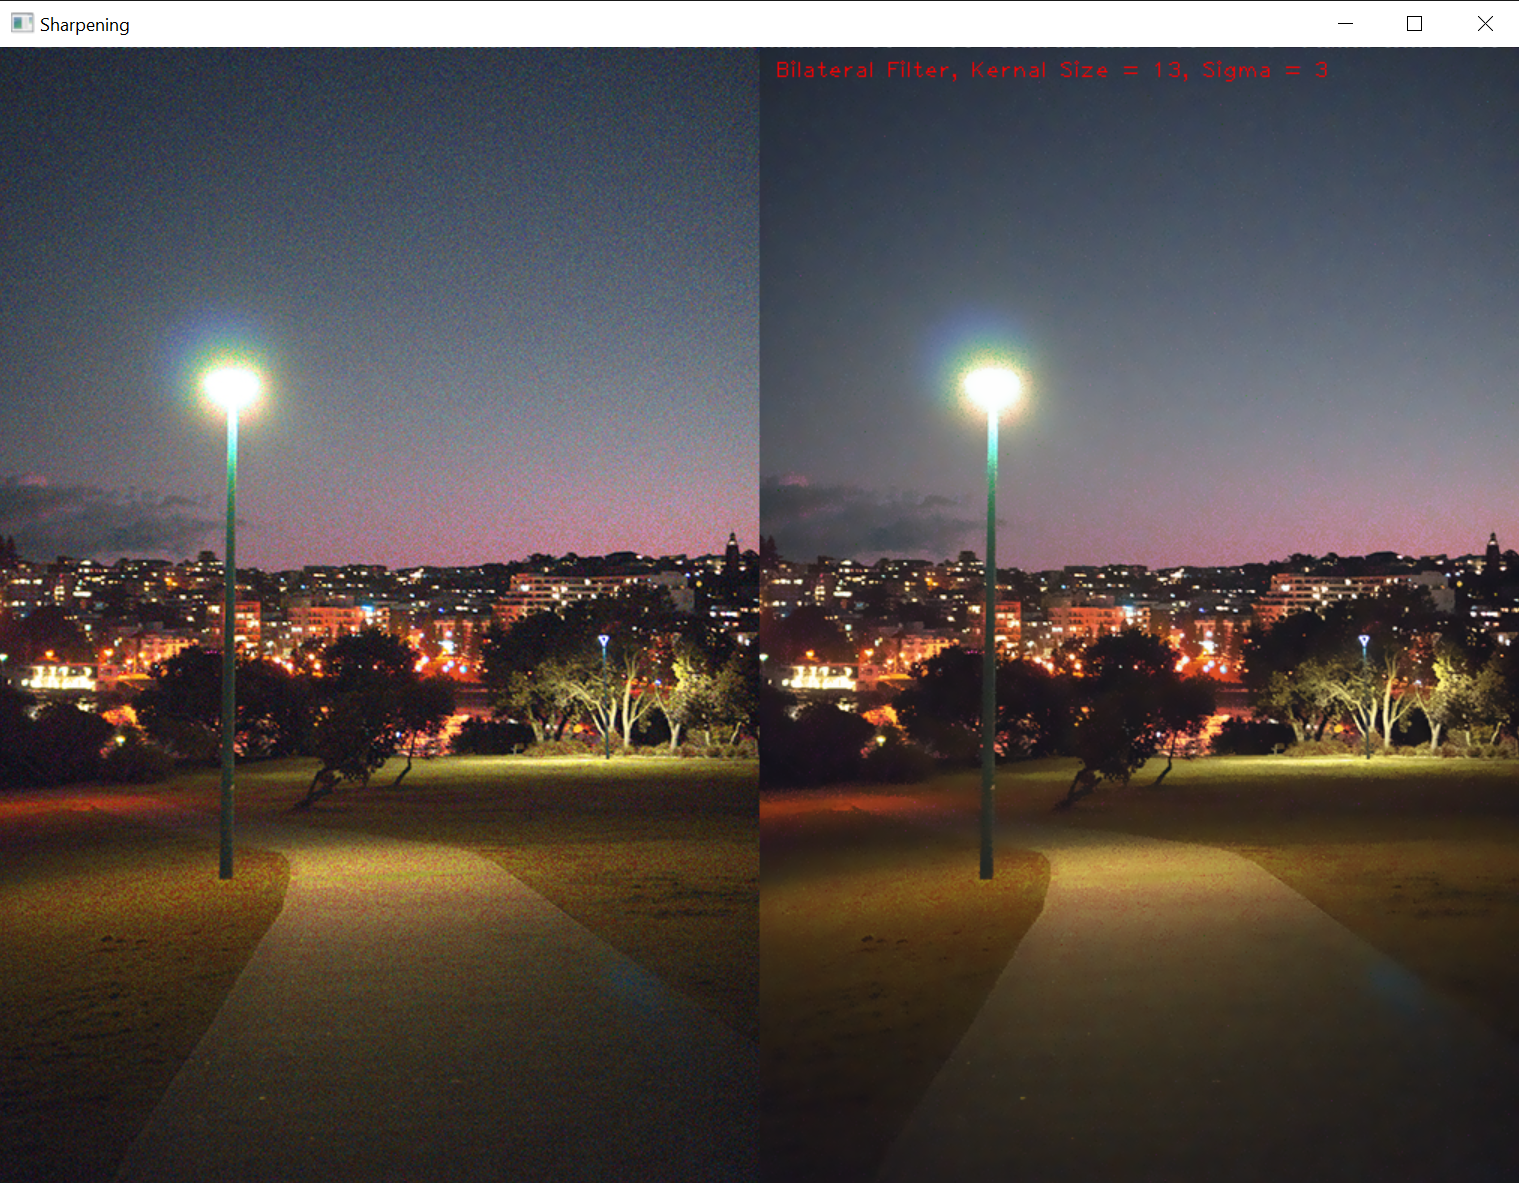 Sharpening
Bilateral Filter, Kernal Size = 13, Sigma = 3